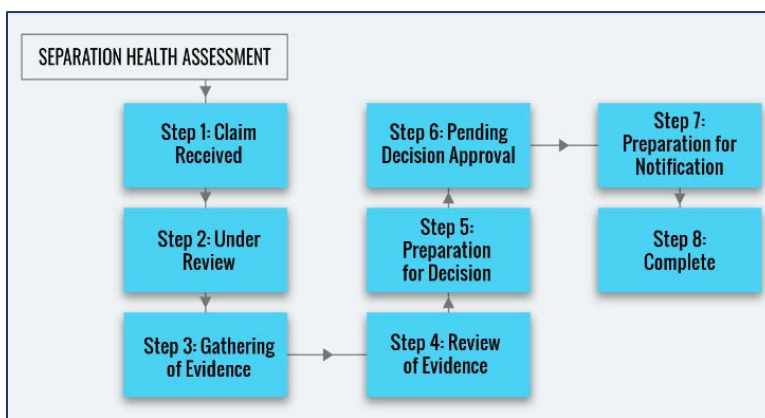 SEPARATION HEALTH ASSESSMENT
Step 1: Claim
Received
Step 2: Under
Review
Step 3: Gathering
of Evidence
Step 4: Review
of Evidence
Step 5:
Preparation
for Decision
Step 6: Pending
Decision Approval
Step 7:
Preparation for
Notification
Step 8:
Complete